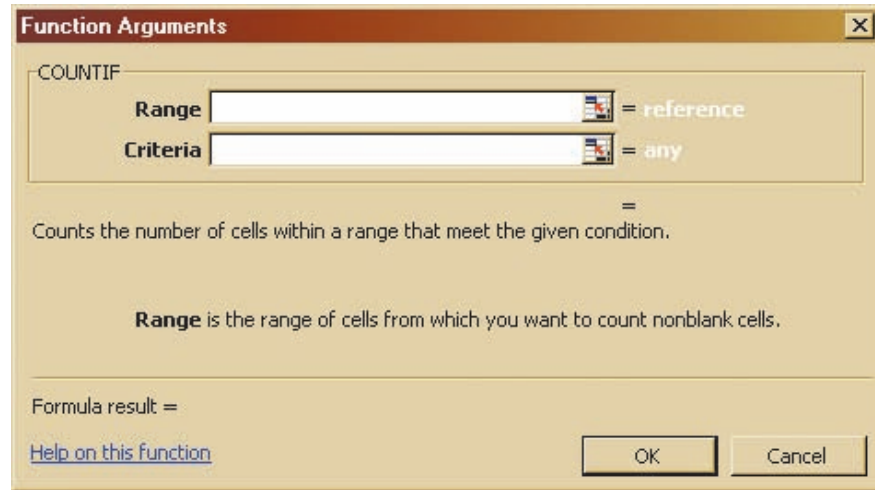 Function Arguments
COUNTIF
Range = reference
Criteria = any
=
Counts the number of cells within a range that meet the given condition.
Range is the range of cells from which you want to count nonblank cells.
Formula result =
Help on this function
OK Cancel